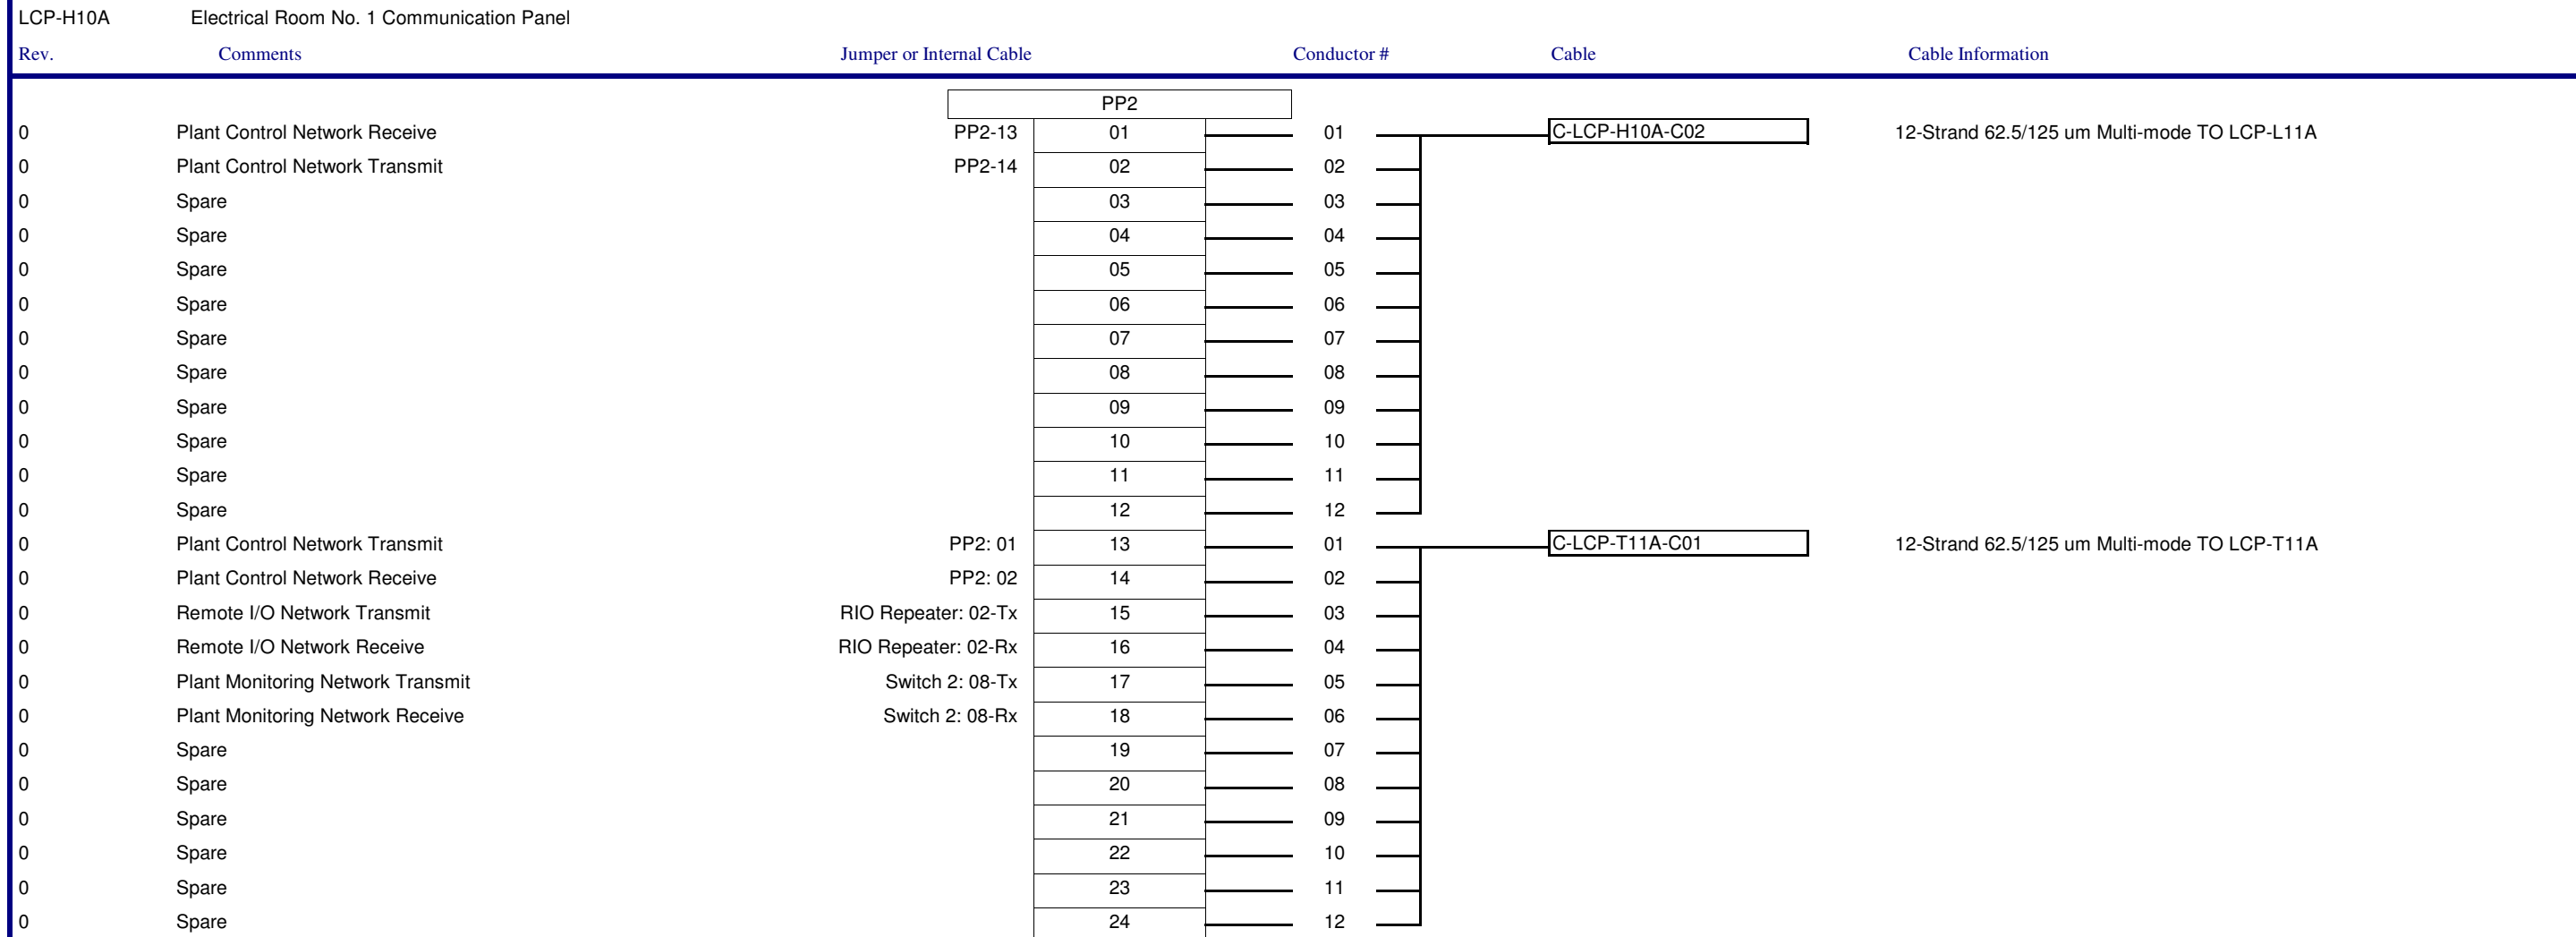 LCP-H10A Electrical Room No. 1 Communication Panel
Rev. Comments Jumper or Internal Cable Conductor # Cable Cable Information
PP2
0 Plant Control Network Receive PP2-13 01 01 C-LCP-H10A-C02 12-Strand 62.5/125 um Multi-mode TO LCP-L11A
0 Plant Control Network Transmit PP2-14 02 02
0 Spare 03 03
0 Spare 04 04
0 Spare 05 05
0 Spare 06 06
0 Spare 07 07
0 Spare 08 08
0 Spare 09 09
0 Spare 10 10
0 Spare 11 11
0 Spare 12 12
0 Plant Control Network Transmit PP2: 01 13 01 C-LCP-T11A-C01 12-Strand 62.5/125 um Multi-mode TO LCP-T11A
0 Plant Control Network Receive PP2: 02 14 02
0 Remote I/O Network Transmit RIO Repeater: 02-Tx 15 03
0 Remote I/O Network Receive RIO Repeater: 02-Rx 16 04
0 Plant Monitoring Network Transmit Switch 2: 08-Tx 17 05
0 Plant Monitoring Network Receive Switch 2: 08-Rx 18 06
0 Spare 19 07
0 Spare 20 08
0 Spare 21 09
0 Spare 22 10
0 Spare 23 11
0 Spare 24 12